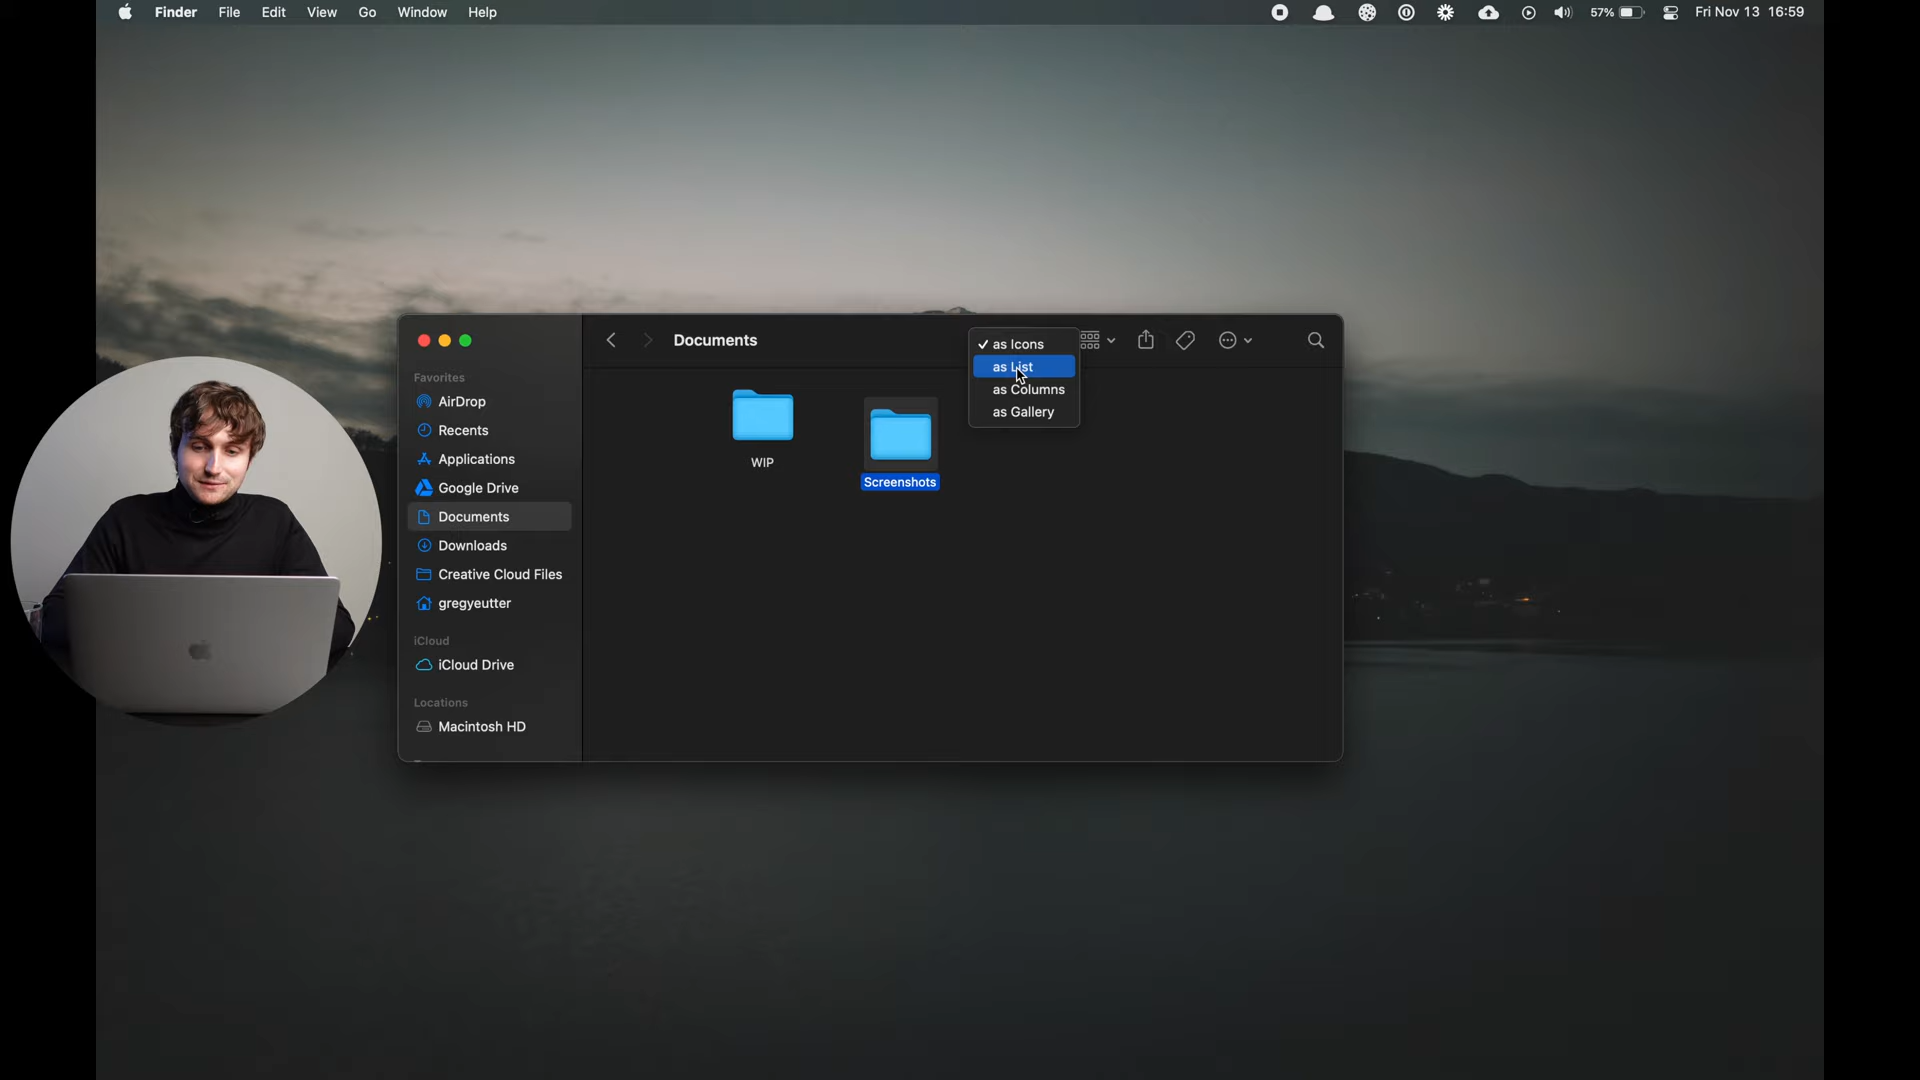 Finder File Edit View Go Window Help
57% Fri Nov 13 16:59
Documents
as Icons
as List
as Columns
as Gallery
Favorites
AirDrop
Recents
Applications
Google Drive
Documents
Downloads
Creative Cloud Files
gregyeutter
iCloud
iCloud Drive
Locations
Macintosh HD
WIP
Screenshots